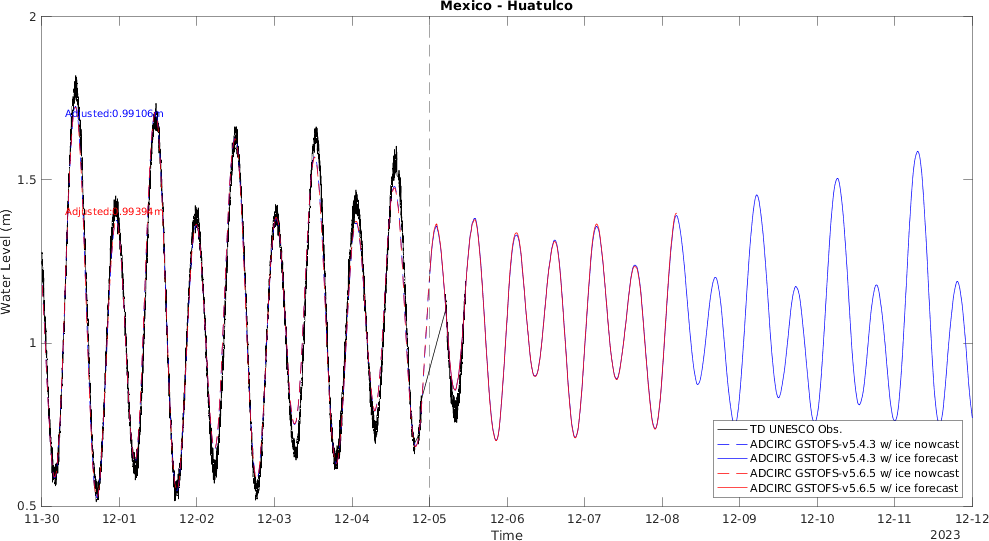 Mexico - Huatulco
Water Level (m)
2
1.5
1
0.5
Adjusted:0.99106m
Adjusted:0.99394m
TD UNESCO Obs.
ADCIRC GSTOFS-v5.4.3 w/ ice nowcast
ADCIRC GSTOFS-v5.4.3 w/ ice forecast
ADCIRC GSTOFS-v5.6.5 w/ ice nowcast
ADCIRC GSTOFS-v5.6.5 w/ ice forecast
11-30 12-01 12-02 12-03 12-04 12-05 12-06 12-07 12-08 12-09 12-10 12-11 12-12
Time
2023